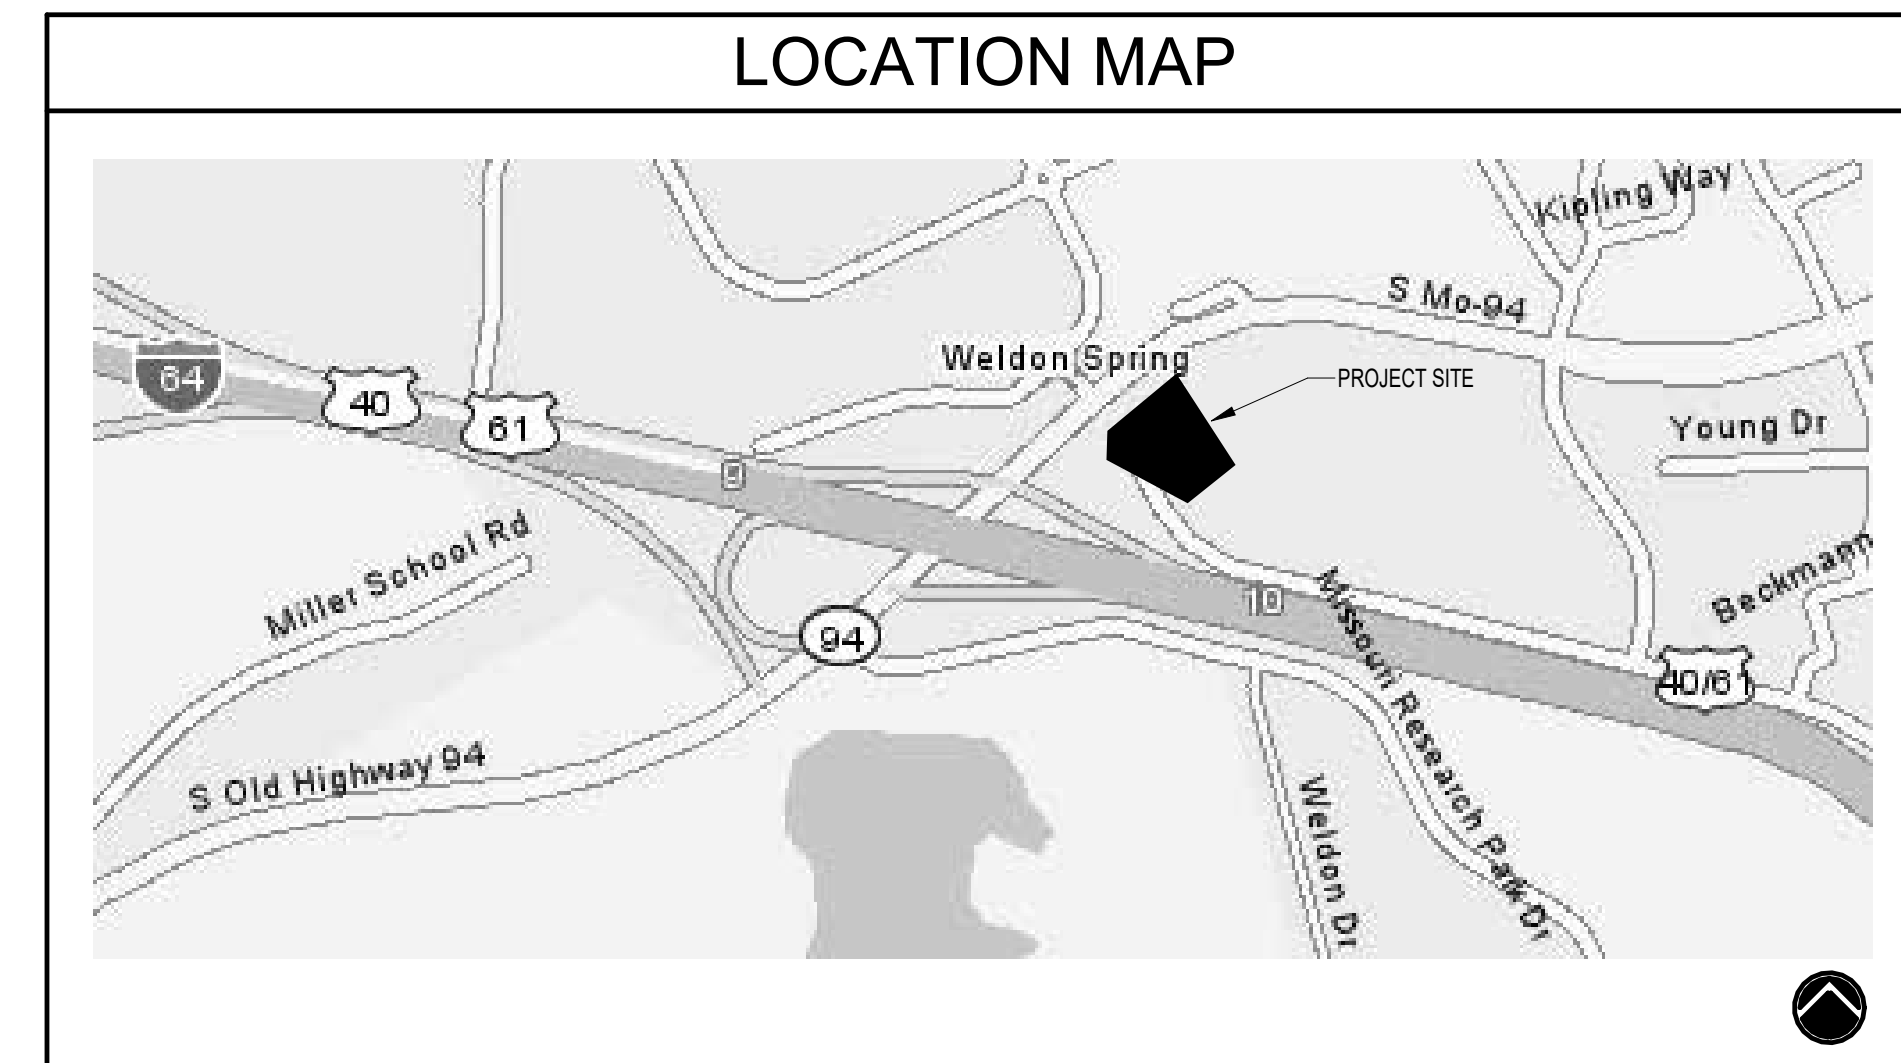 LOCATION MAP
Kipling Way
S Mo-94
Weldon Spring
PROJECT SITE
64
40
61
Young Dr
9
Miller School Rd
10
Beckmann
94
Missouri Research Park Dr
40/61
S Old Highway 94
Weldon Dr